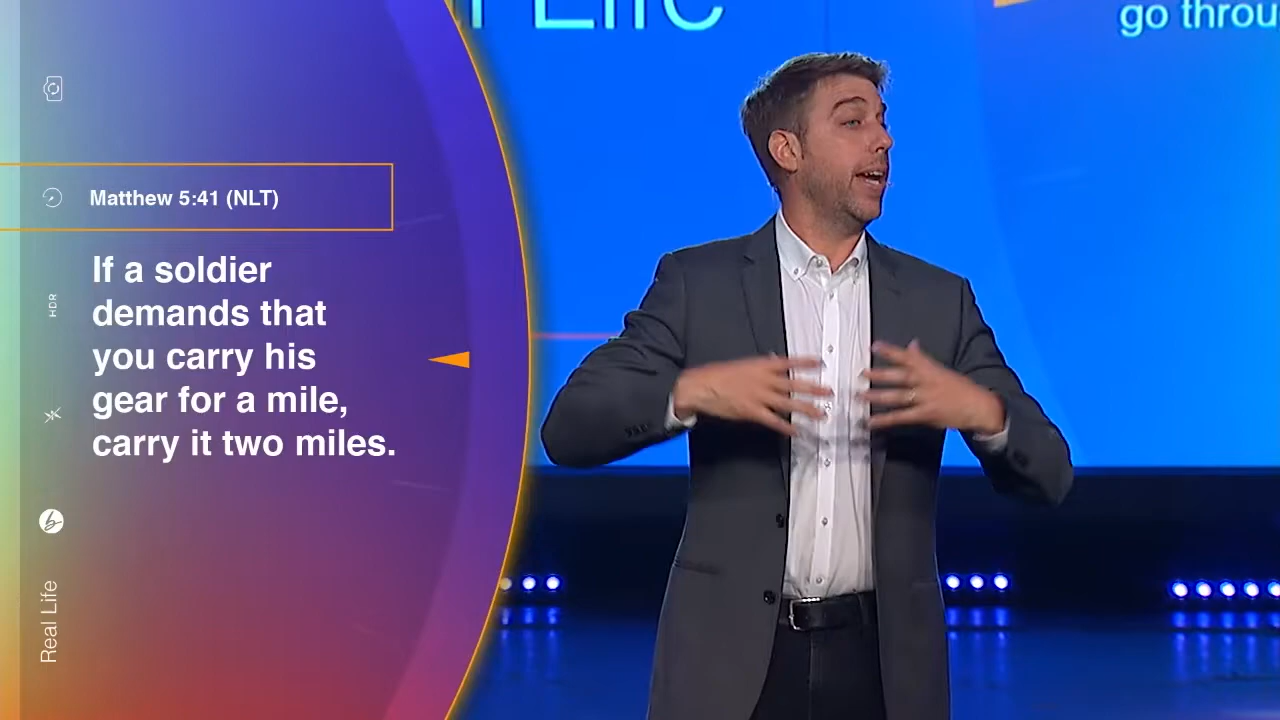 Life
go throu
Matthew 5:41 (NLT)
If a soldier
demands that
you carry his
gear for a mile,
carry it two miles.
HDR
Real Life